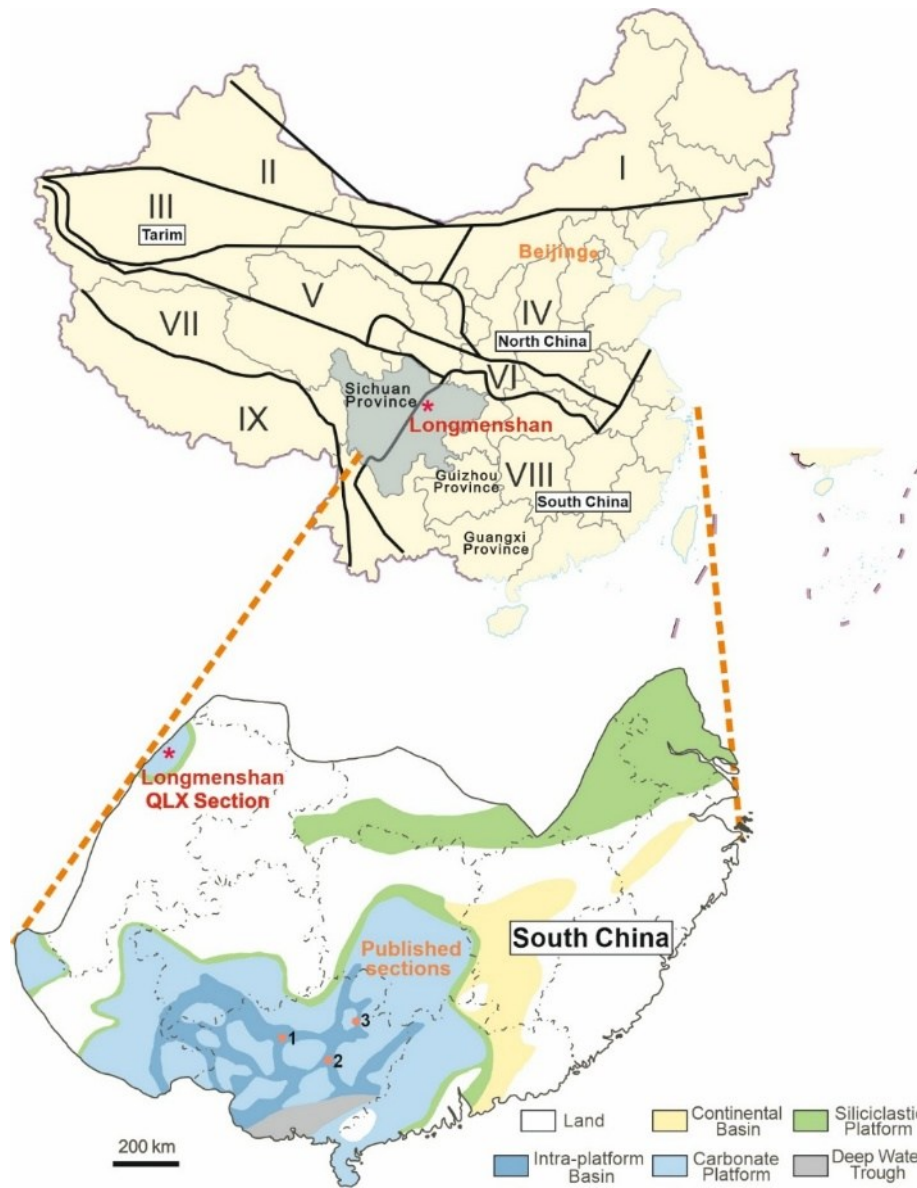 I
II
III
Tarim
Beijing
V
IV
North China
VII
VI
Sichuan
Province
Longmenshan
IX
Guizhou
Province
VIII
South China
Guangxi
Province
Longmenshan
QLX Section
South China
Published
sections
3
1
2
200 km
Land
Continental
Basin
Siliciclastic
Platform
Intra-platform
Basin
Carbonate
Platform
Deep Water
Trough